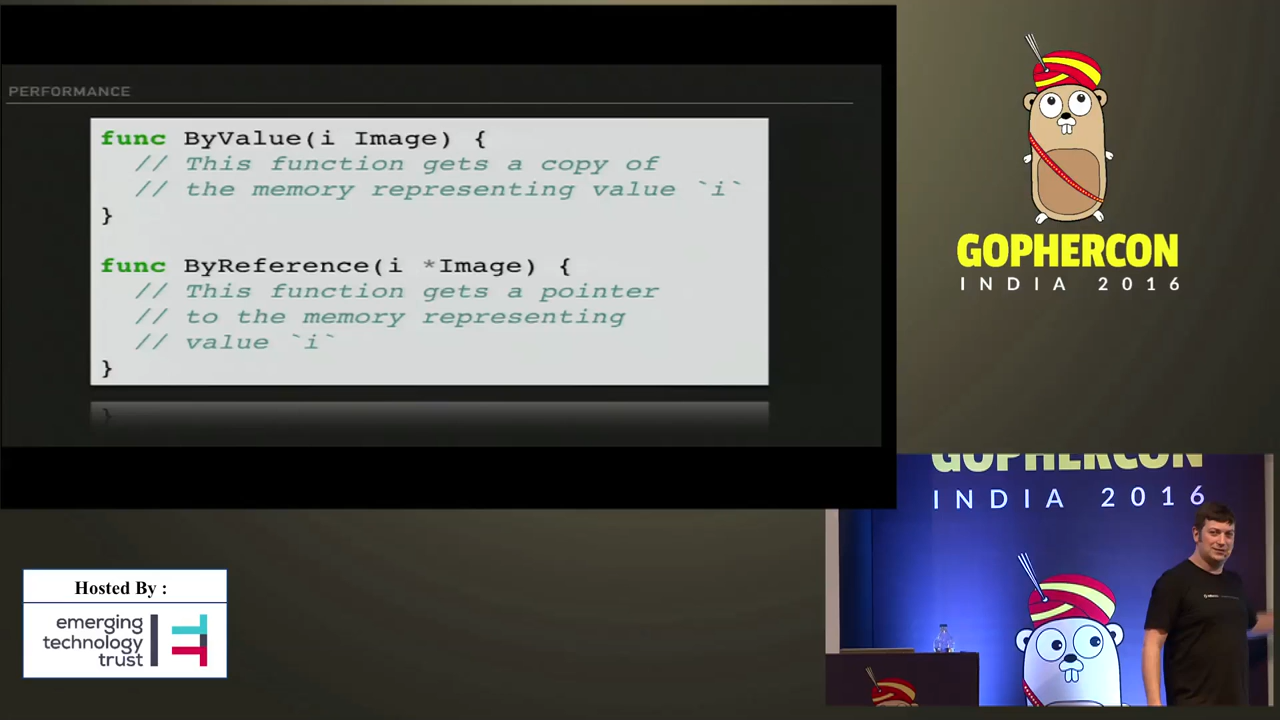 PERFORMANCE
func ByValue(i Image) {
// This function gets a copy of
// the memory representing value `i`
}
func ByReference(i *Image) {
// This function gets a pointer
// to the memory representing
// value `i`
}
GOPHERCON
INDIA 2016
Hosted By :
emerging
technology
trust
GOPHERCON
INDIA 2016